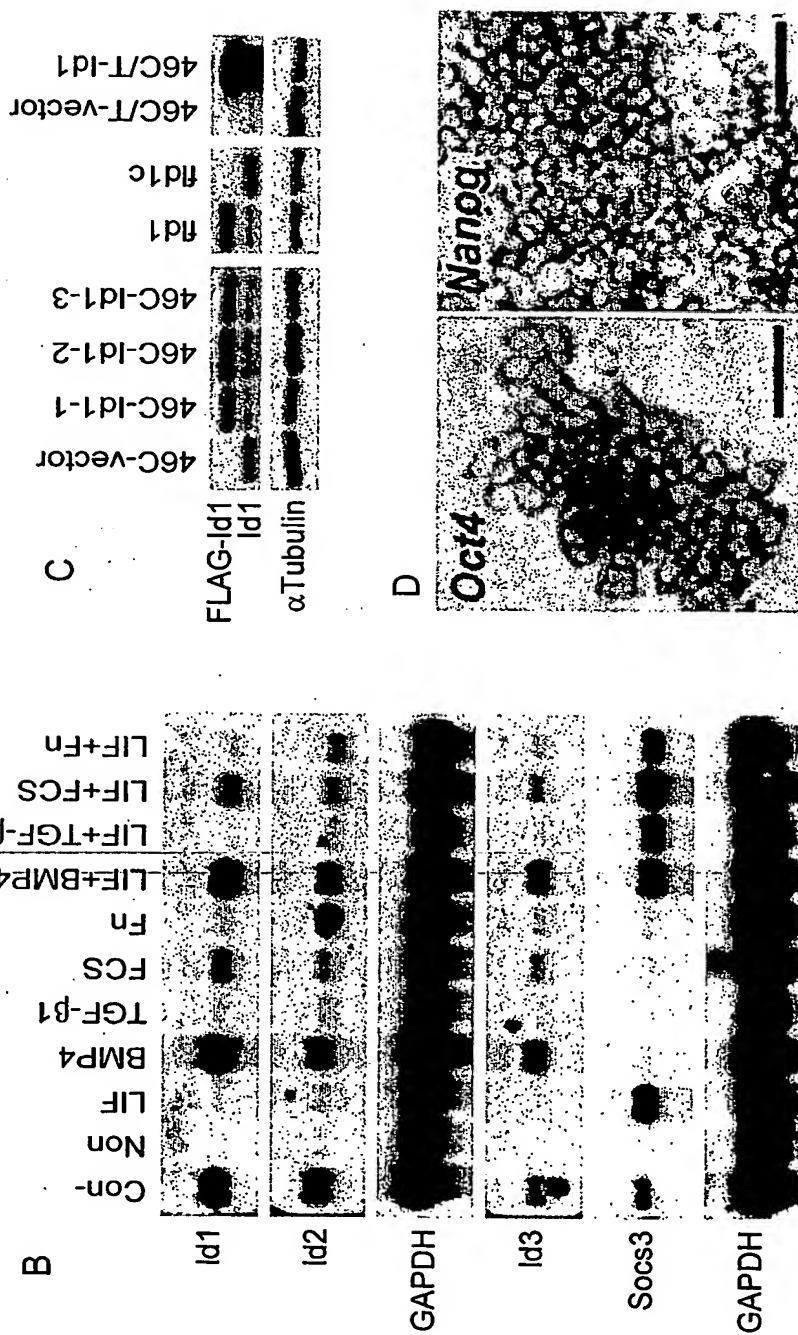 B
Con-
Non
LIF
BMP4
TGF-β1
FCS
Fn
LIF+BMP4
LIF+TGF-β
LIF+FCS
LIF+Fn
Id1
Id2
GAPDH
Id3
Socs3
GAPDH
C
46C-vector
46C-Id1-1
46C-Id1-2
46C-Id1-3
fId1
fId1c
46C/T-vector
46C/T-Id1
FLAG-Id1
Id1
αTubulin
D
Oct4
Nanog